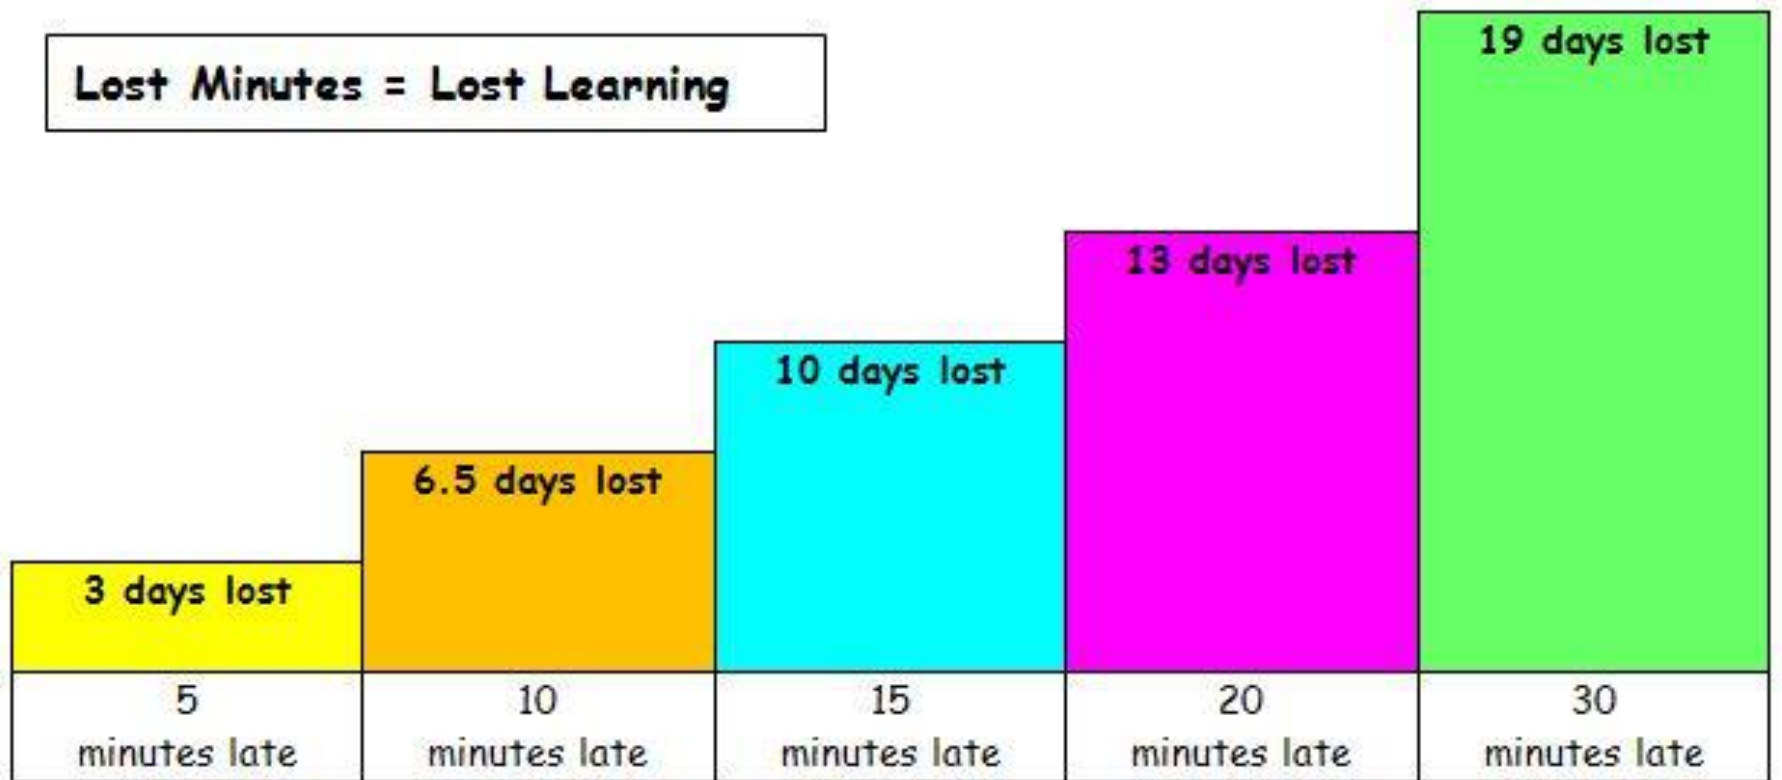 Lost Minutes = Lost Learning
19 days lost
13 days lost
10 days lost
6.5 days lost
3 days lost
5
minutes late
10
minutes late
15
minutes late
20
minutes late
30
minutes late